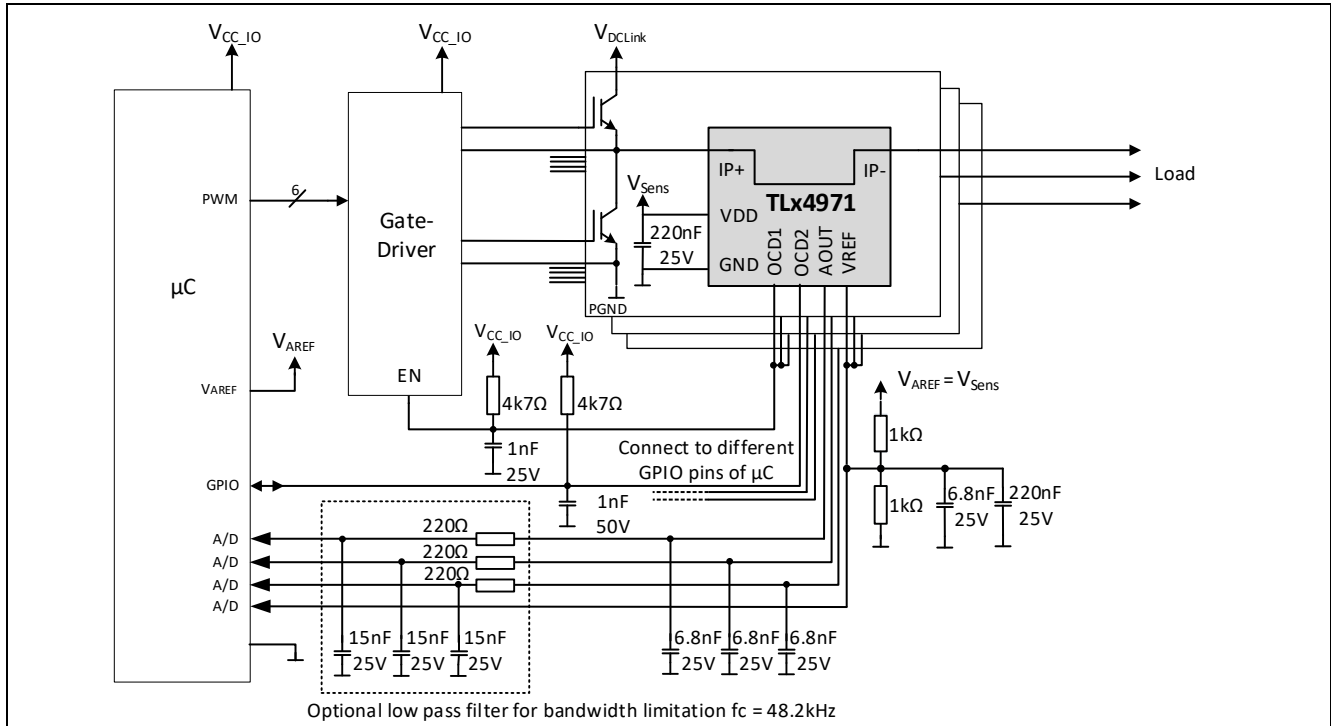 VCC_IO
VCC_IO
VDCLink
PWM
6
Gate-
Driver
µC
VAREF
VAREF
EN
GPIO
A/D
A/D
A/D
A/D
VSens
220nF
25V
PGND
IP+
IP-
TLx4971
VDD
GND
OCD1
OCD2
AOUT
VREF
Load
VCC_IO
VCC_IO
4k7Ω
4k7Ω
1nF
25V
1nF
50V
Connect to different
GPIO pins of µC
VAREF = VSens
1kΩ
1kΩ
6.8nF
25V
220nF
25V
220Ω
220Ω
220Ω
15nF
25V
15nF
25V
15nF
25V
6.8nF
25V
6.8nF
25V
6.8nF
25V
Optional low pass filter for bandwidth limitation fc = 48.2kHz